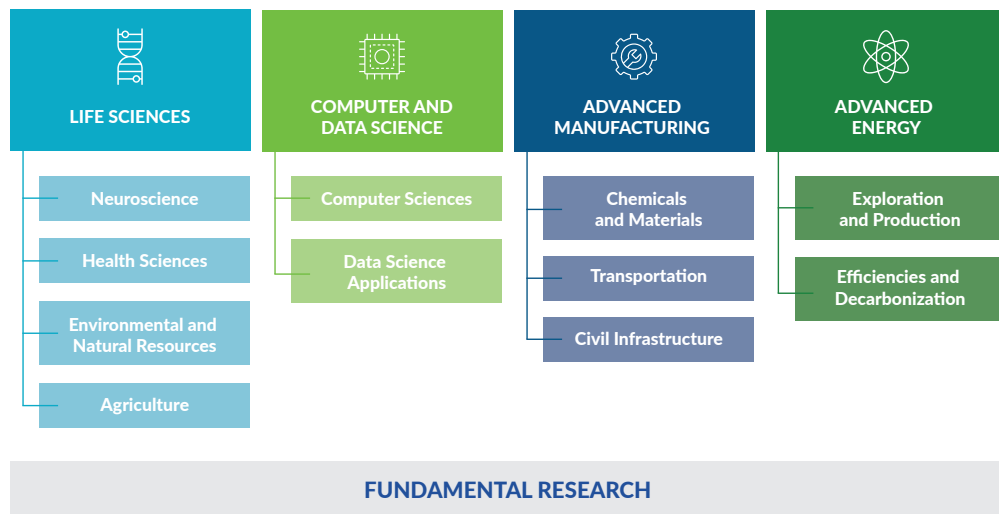 LIFE SCIENCES
Neuroscience
Health Sciences
Environmental and
Natural Resources
Agriculture
COMPUTER AND
DATA SCIENCE
Computer Sciences
Data Science
Applications
ADVANCED
MANUFACTURING
Chemicals
and Materials
Transportation
Civil Infrastructure
ADVANCED
ENERGY
Exploration
and Production
Efficiencies and
Decarbonization
FUNDAMENTAL RESEARCH